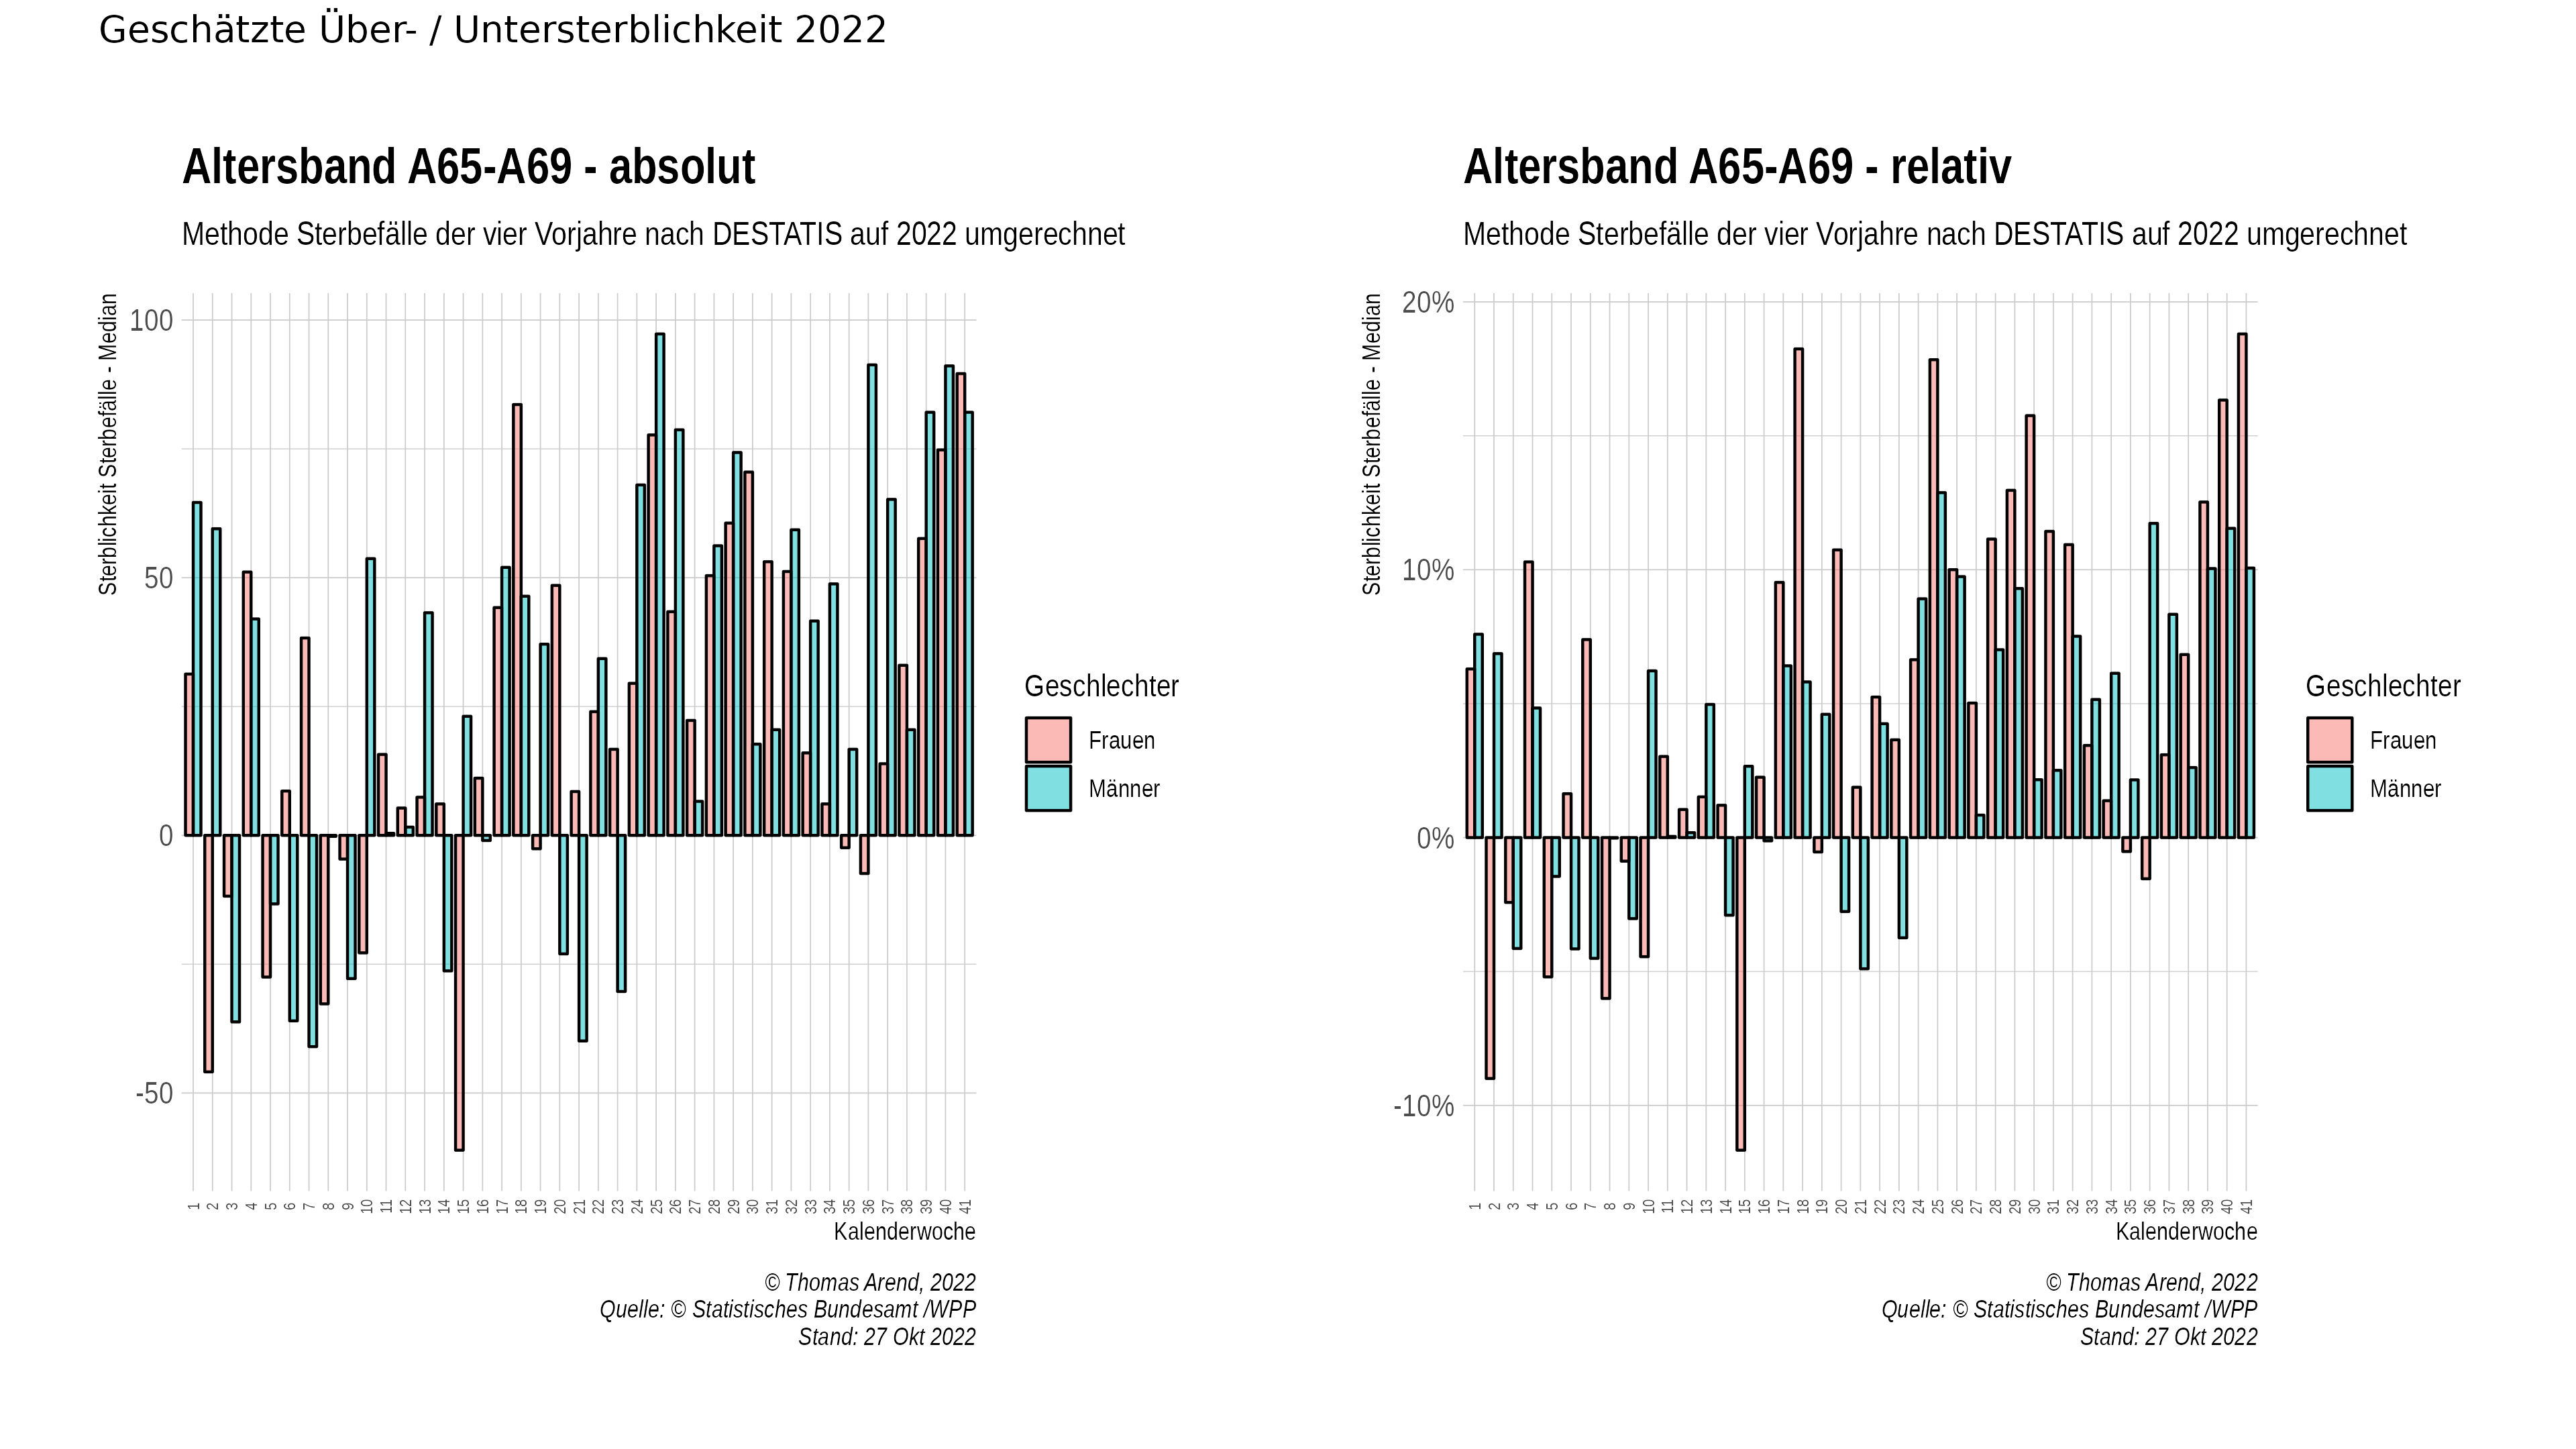 Geschätzte Über- / Untersterblichkeit 2022
Altersband A65-A69 - absolut
Methode Sterbefälle der vier Vorjahre nach DESTATIS auf 2022 umgerechnet
Sterblichkeit Sterbefälle - Median
100
50
0
-50
1 2 3 4 5 6 7 8 9 10 11 12 13 14 15 16 17 18 19 20 21 22 23 24 25 26 27 28 29 30 31 32 33 34 35 36 37 38 39 40 41
Kalenderwoche
Geschlechter
Frauen
Männer
© Thomas Arend, 2022
Quelle: © Statistisches Bundesamt /WPP
Stand: 27 Okt 2022
Altersband A65-A69 - relativ
Methode Sterbefälle der vier Vorjahre nach DESTATIS auf 2022 umgerechnet
Sterblichkeit Sterbefälle - Median
20%
10%
0%
-10%
1 2 3 4 5 6 7 8 9 10 11 12 13 14 15 16 17 18 19 20 21 22 23 24 25 26 27 28 29 30 31 32 33 34 35 36 37 38 39 40 41
Kalenderwoche
Geschlechter
Frauen
Männer
© Thomas Arend, 2022
Quelle: © Statistisches Bundesamt /WPP
Stand: 27 Okt 2022